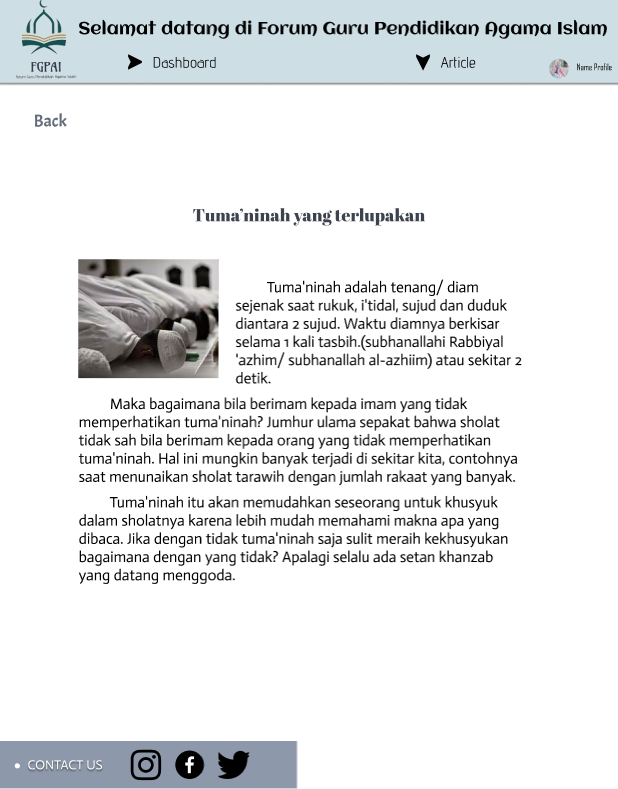 Selamat datang di Forum Guru Pendidikan Agama Islam
FGPAI
Forum Guru Pendidikan Agama Islam
Dashboard
Article
Name Profile
Back
Tuma'ninah yang terlupakan
Tuma'ninah adalah tenang/ diam
sejenak saat rukuk, i'tidal, sujud dan duduk
diantara 2 sujud. Waktu diamnya berkisar
selama 1 kali tasbih.(subhanallahi Rabbiyal
'azhim/ subhanallah al-azhiim) atau sekitar 2
detik.
Maka bagaimana bila berimam kepada imam yang tidak
memperhatikan tuma'ninah? Jumhur ulama sepakat bahwa sholat
tidak sah bila berimam kepada orang yang tidak memperhatikan
tuma'ninah. Hal ini mungkin banyak terjadi di sekitar kita, contohnya
saat menunaikan sholat tarawih dengan jumlah rakaat yang banyak.
Tuma'ninah itu akan memudahkan seseorang untuk khusyuk
dalam sholatnya karena lebih mudah memahami makna apa yang
dibaca. Jika dengan tidak tuma'ninah saja sulit meraih kekhusyukan
bagaimana dengan yang tidak? Apalagi selalu ada setan khanzab
yang datang menggoda.
CONTACT US